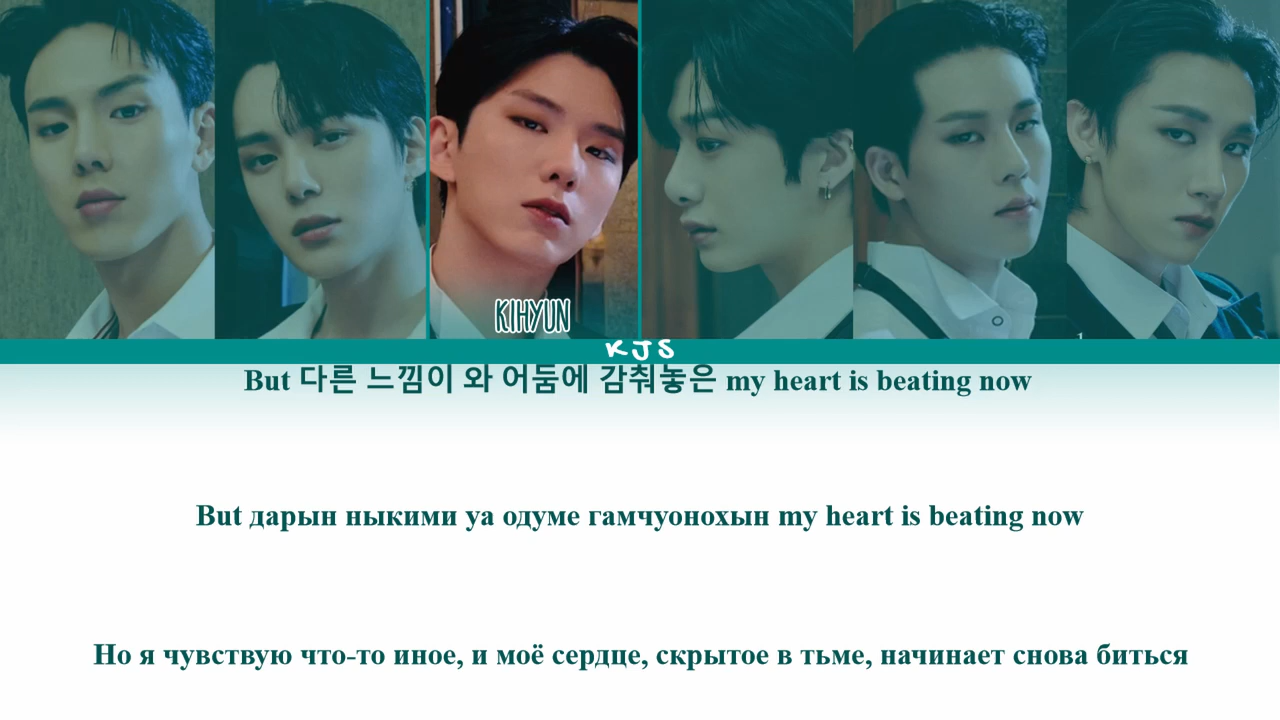 KIHYUN
KJS
But 다른 느낌이 와 어둠에 감춰놓은 my heart is beating now
But дарын ныкими уа одуме гамчуонохын my heart is beating now
Но я чувствую что-то иное, и моё сердце, скрытое в тьме, начинает снова биться